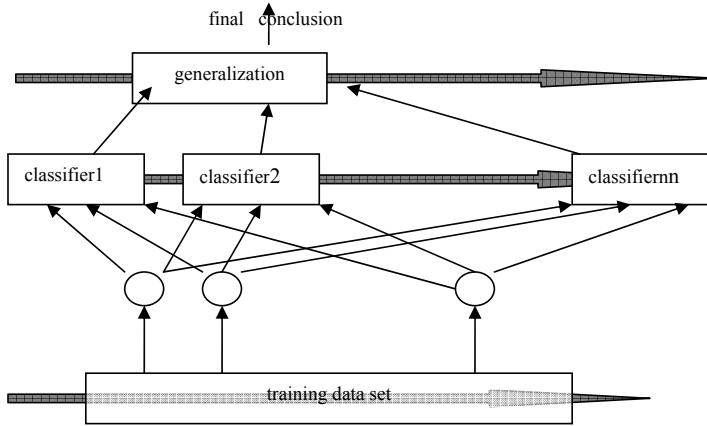 final conclusion
generalization
classifier1
classifier2
classifiernn
training data set